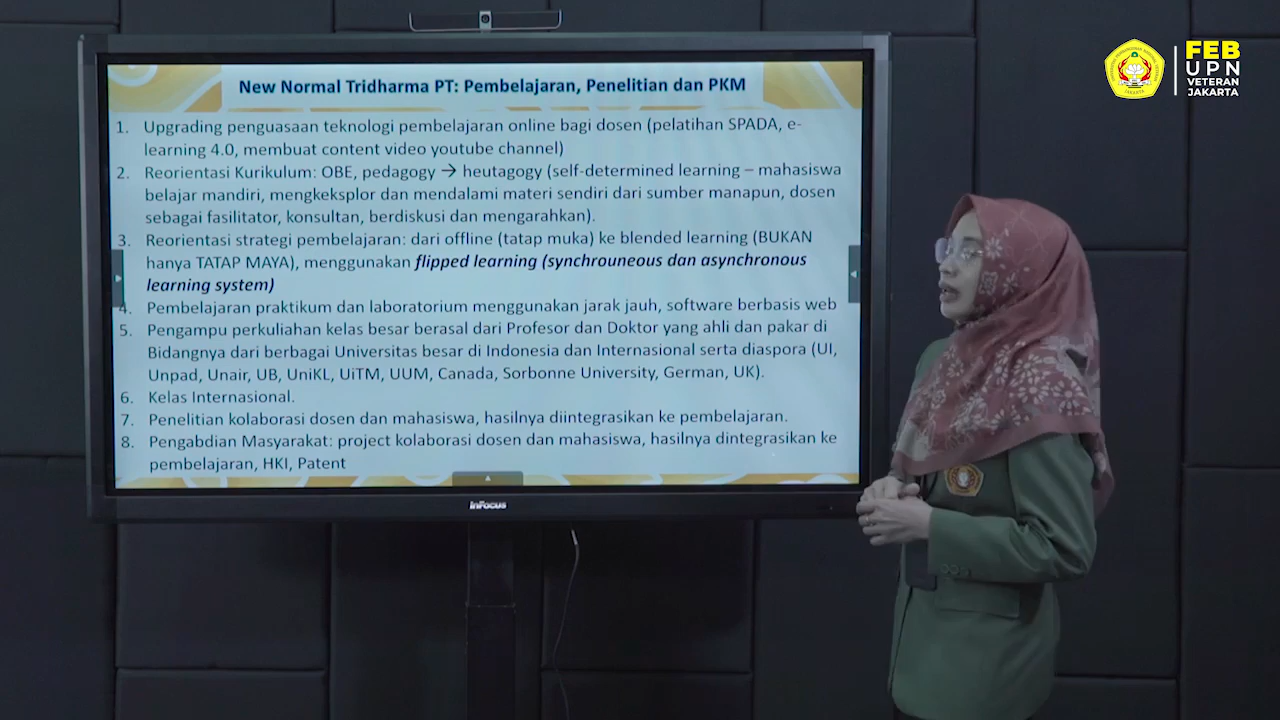 New Normal Tridharma PT: Pembelajaran, Penelitian dan PKM
1. Upgrading penguasaan teknologi pembelajaran online bagi dosen (pelatihan SPADA, e-
learning 4.0, membuat content video youtube channel)
2. Reorientasi Kurikulum: OBE, pedagogy → heutagogy (self-determined learning – mahasiswa
belajar mandiri, mengkeksplor dan mendalami materi sendiri dari sumber manapun, dosen
sebagai fasilitator, konsultan, berdiskusi dan mengarahkan).
3. Reorientasi strategi pembelajaran: dari offline (tatap muka) ke blended learning (BUKAN
hanya TATAP MAYA), menggunakan flipped learning (synchrouneous dan asynchronous
learning system)
4. Pembelajaran praktikum dan laboratorium menggunakan jarak jauh, software berbasis web
5. Pengampu perkuliahan kelas besar berasal dari Profesor dan Doktor yang ahli dan pakar di
Bidangnya dari berbagai Universitas besar di Indonesia dan Internasional serta diaspora (UI,
Unpad, Unair, UB, UniKL, UiTM, UUM, Canada, Sorbonne University, German, UK).
6. Kelas Internasional.
7. Penelitian kolaborasi dosen dan mahasiswa, hasilnya diintegrasikan ke pembelajaran.
8. Pengabdian Masyarakat: project kolaborasi dosen dan mahasiswa, hasilnya dintegrasikan ke
pembelajaran, HKI, Patent
InFocus
FEB
UPN
VETERAN
JAKARTA